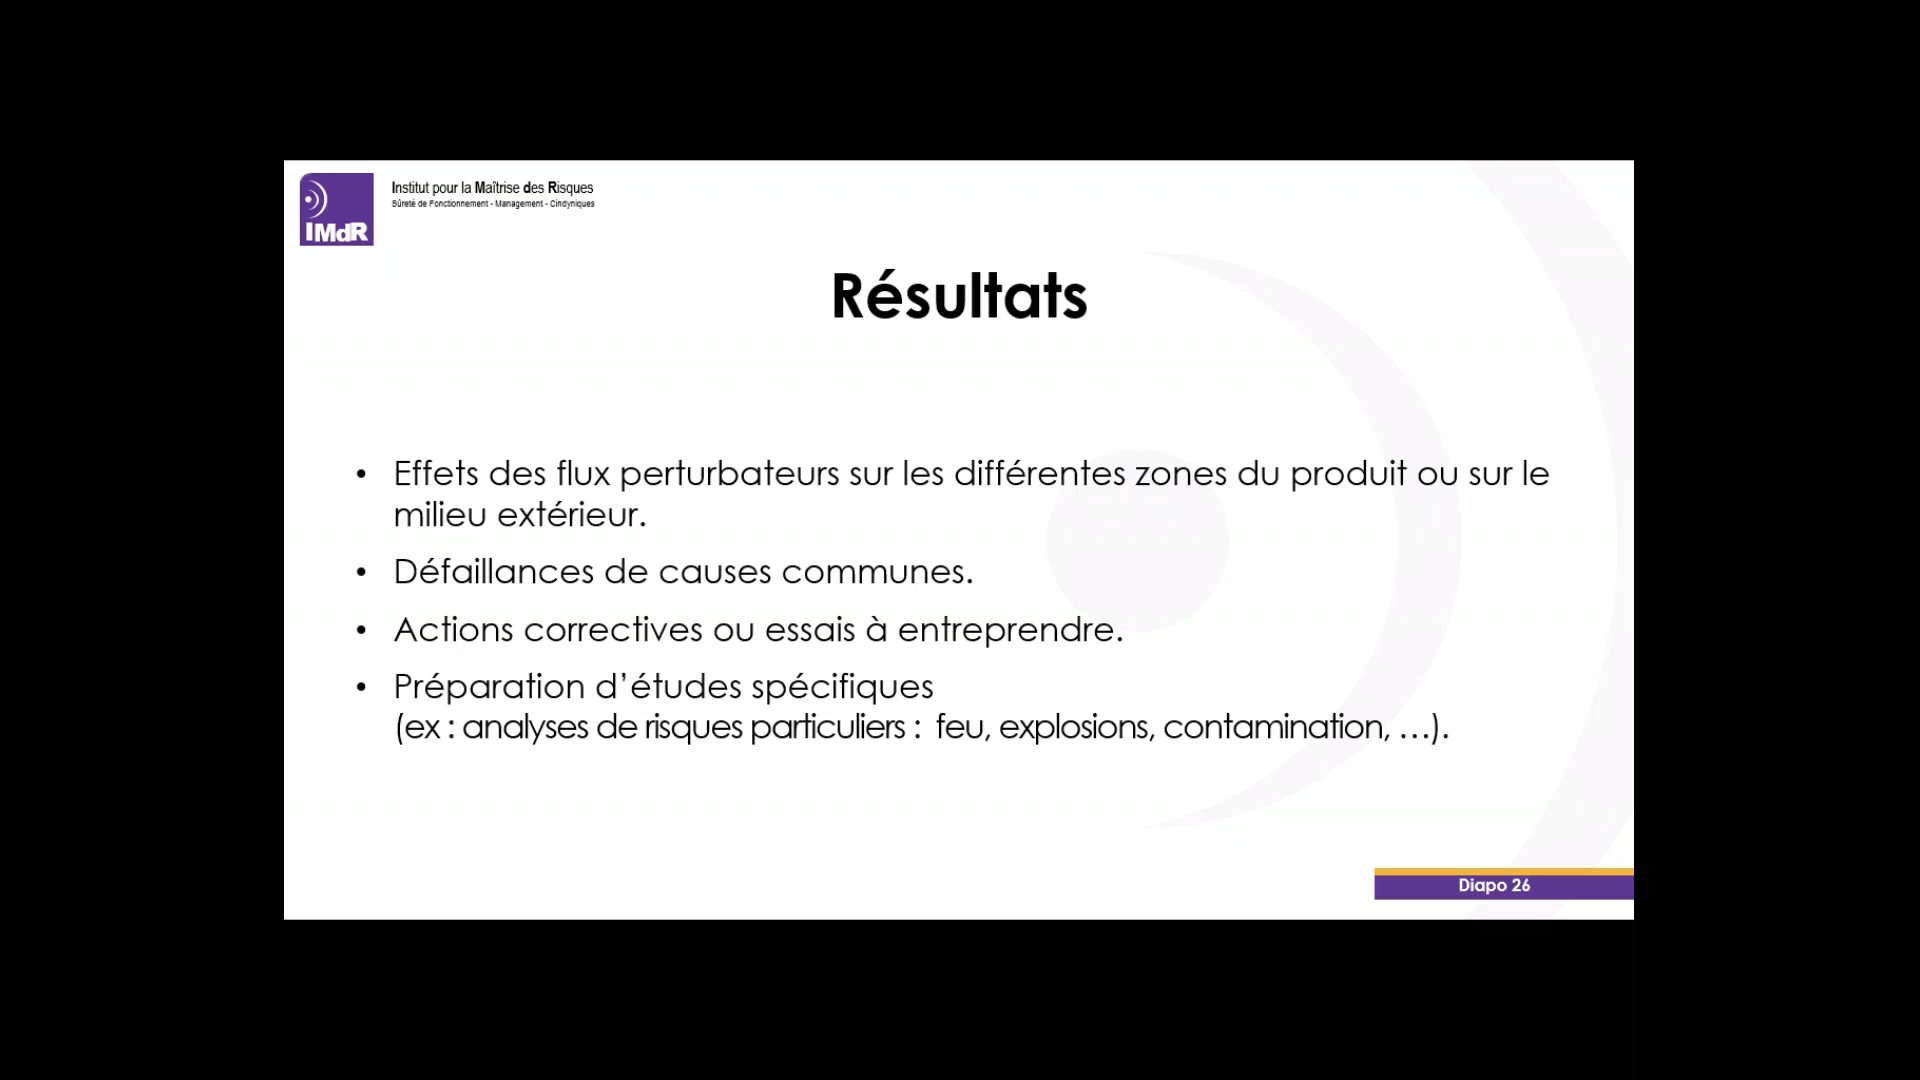 Institut pour la Maîtrise des Risques
Sûreté de Fonctionnement - Management - Cindyniques
IMdR
Résultats
• Effets des flux perturbateurs sur les différentes zones du produit ou sur le
milieu extérieur.
• Défaillances de causes communes.
• Actions correctives ou essais à entreprendre.
• Préparation d’études spécifiques
(ex : analyses de risques particuliers : feu, explosions, contamination, …).
Diapo 26